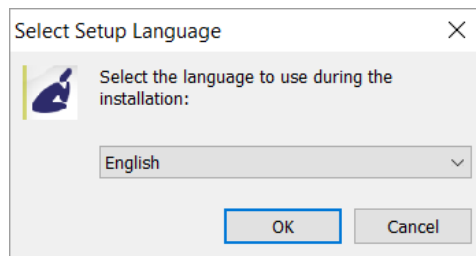 Select Setup Language
Select the language to use during the
installation:
English
OK
Cancel